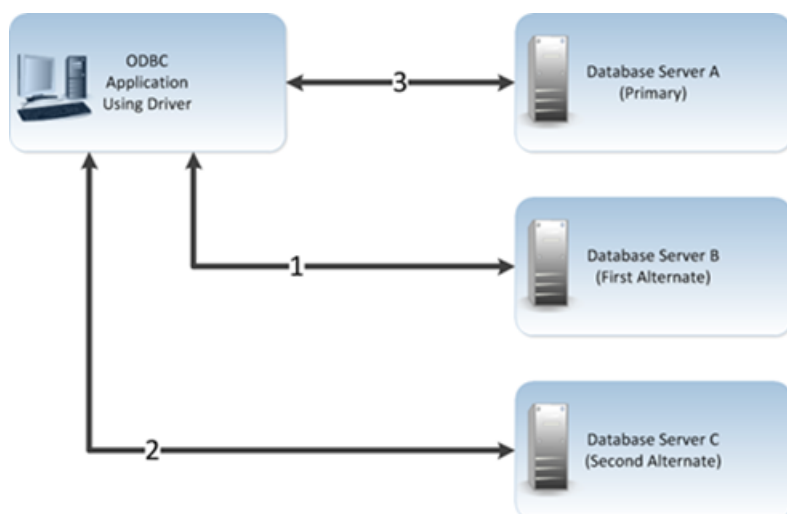 ODBC
Application
Using Driver
3
Database Server A
(Primary)
1
Database Server B
(First Alternate)
2
Database Server C
(Second Alternate)